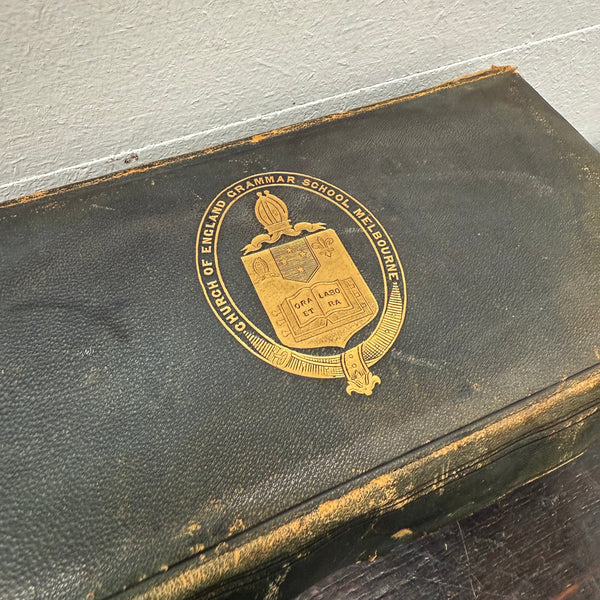 CHURCH OF ENGLAND GRAMMAR SCHOOL MELBOURNE
ORA LABO
ET RA